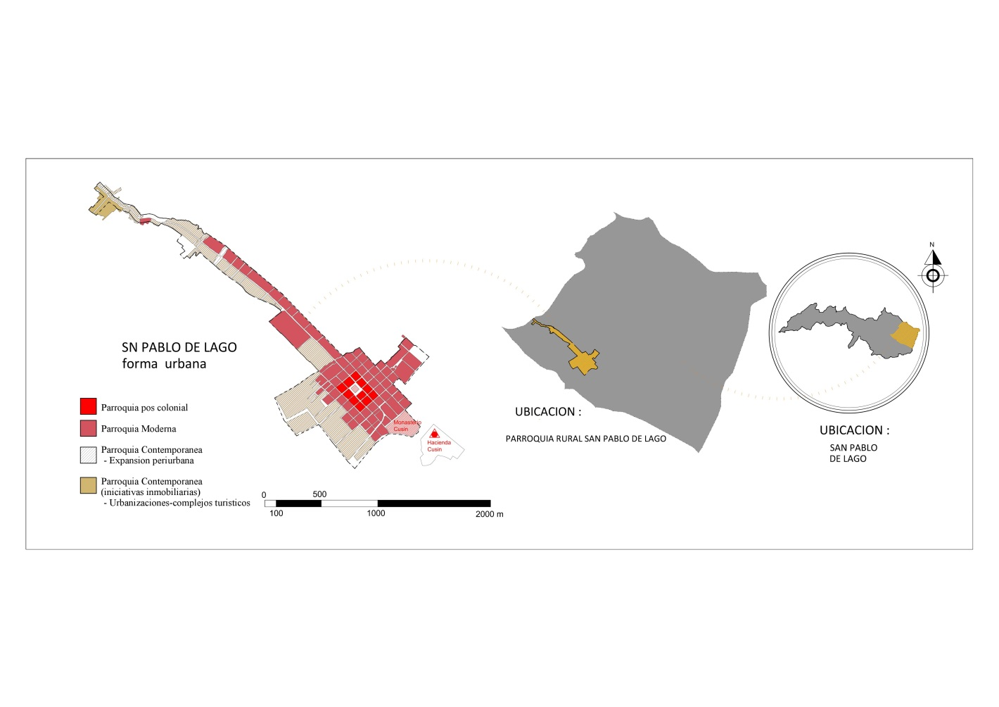 SN PABLO DE LAGO
forma urbana
Parroquia pos colonial
Parroquia Moderna
Parroquia Contemporanea
- Expansion periurbana
Parroquia Contemporanea
(iniciativas inmobiliarias)
- Urbanizaciones-complejos turisticos
Monasterio
Cusin
Hacienda
Cusin
0 500
100 1000 2000 m
UBICACION :
PARROQUIA RURAL SAN PABLO DE LAGO
N
UBICACION :
SAN PABLO
DE LAGO